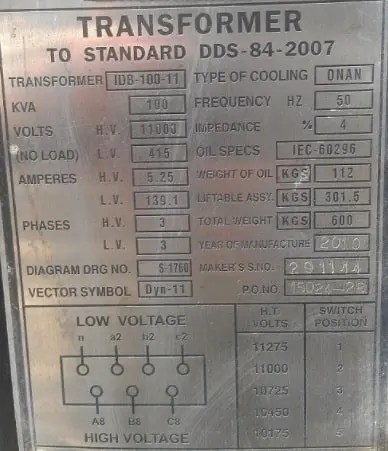 TRANSFORMER
TO STANDARD DDS-84-2007
TRANSFORMER IDB-100-11 TYPE OF COOLING ONAN
KVA 100 FREQUENCY HZ 50
VOLTS H.V. 11000 IMPEDANCE % 4
(NO LOAD) L.V. 415 OIL SPECS IEC-60296
AMPERES H.V. 5.25 WEIGHT OF OIL KGS 112
L.V. 139.1 LIFTABLE ASSY. KGS 301.5
PHASES H.V. 3 TOTAL WEIGHT KGS 600
L.V. 3 YEAR OF MANUFACTURE 2010
DIAGRAM DRG NO. S-1760 MAKER'S S.NO. 291144
VECTOR SYMBOL Dyn-11 P.O.NO. 15024-28
LOW VOLTAGE H.T. VOLTS. SWITCH POSITION
n a2 b2 c2
11275 1
11000 2
10725 3
10450 4
10175 5
A8 B8 C8
HIGH VOLTAGE